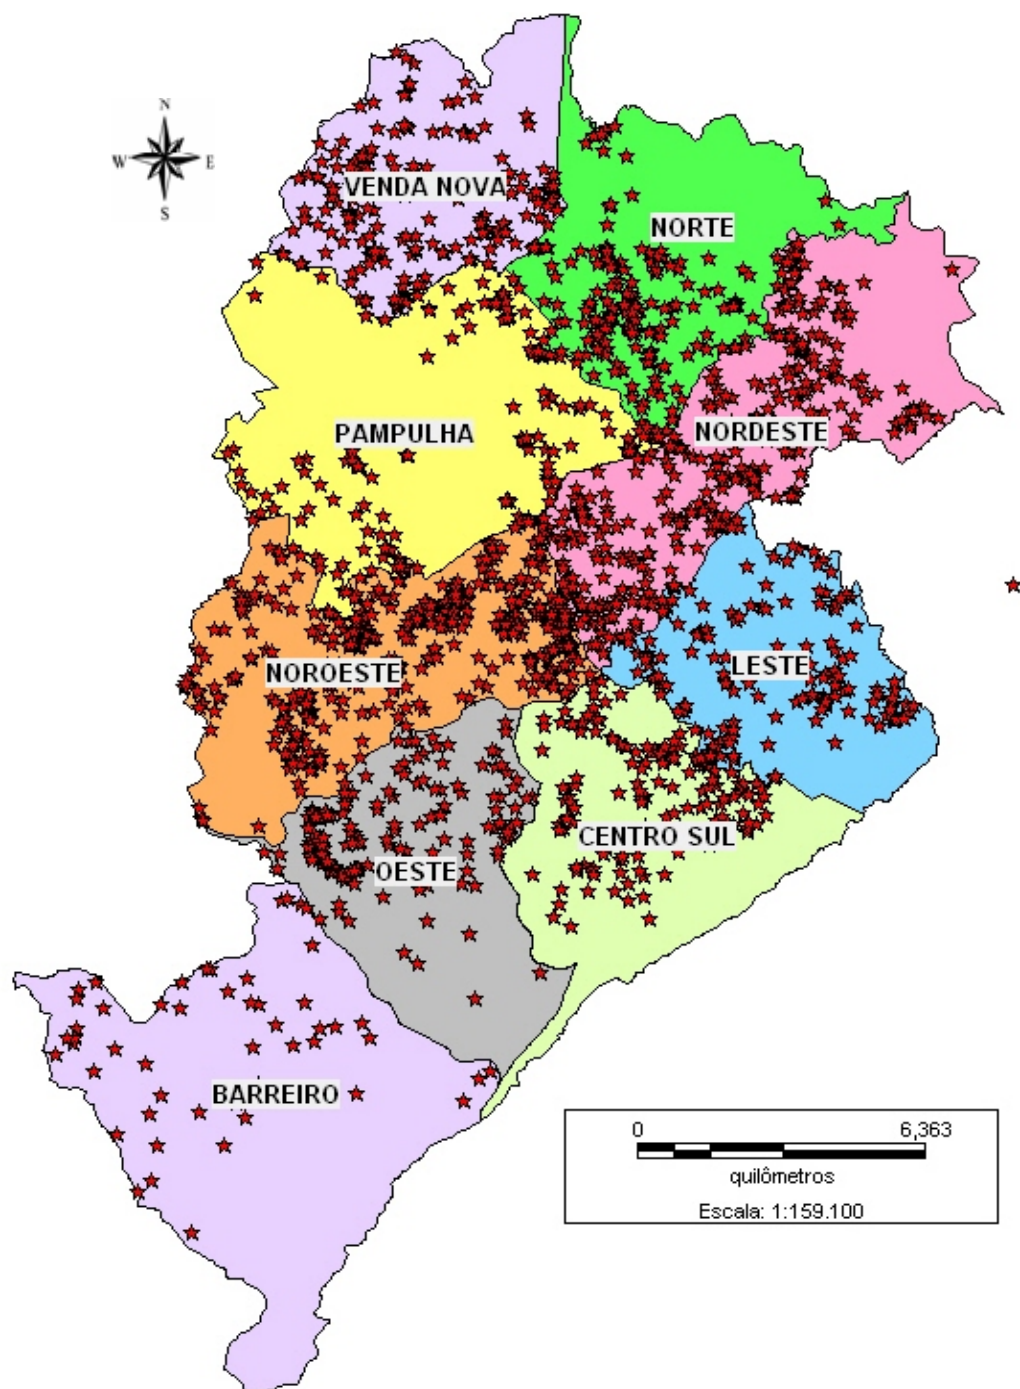 N
W E
S
VENDA NOVA
NORTE
PAMPULHA
NORDESTE
NOROESTE
LESTE
CENTRO SUL
OESTE
BARREIRO
0 6,363
quilômetros
Escala: 1:159.100